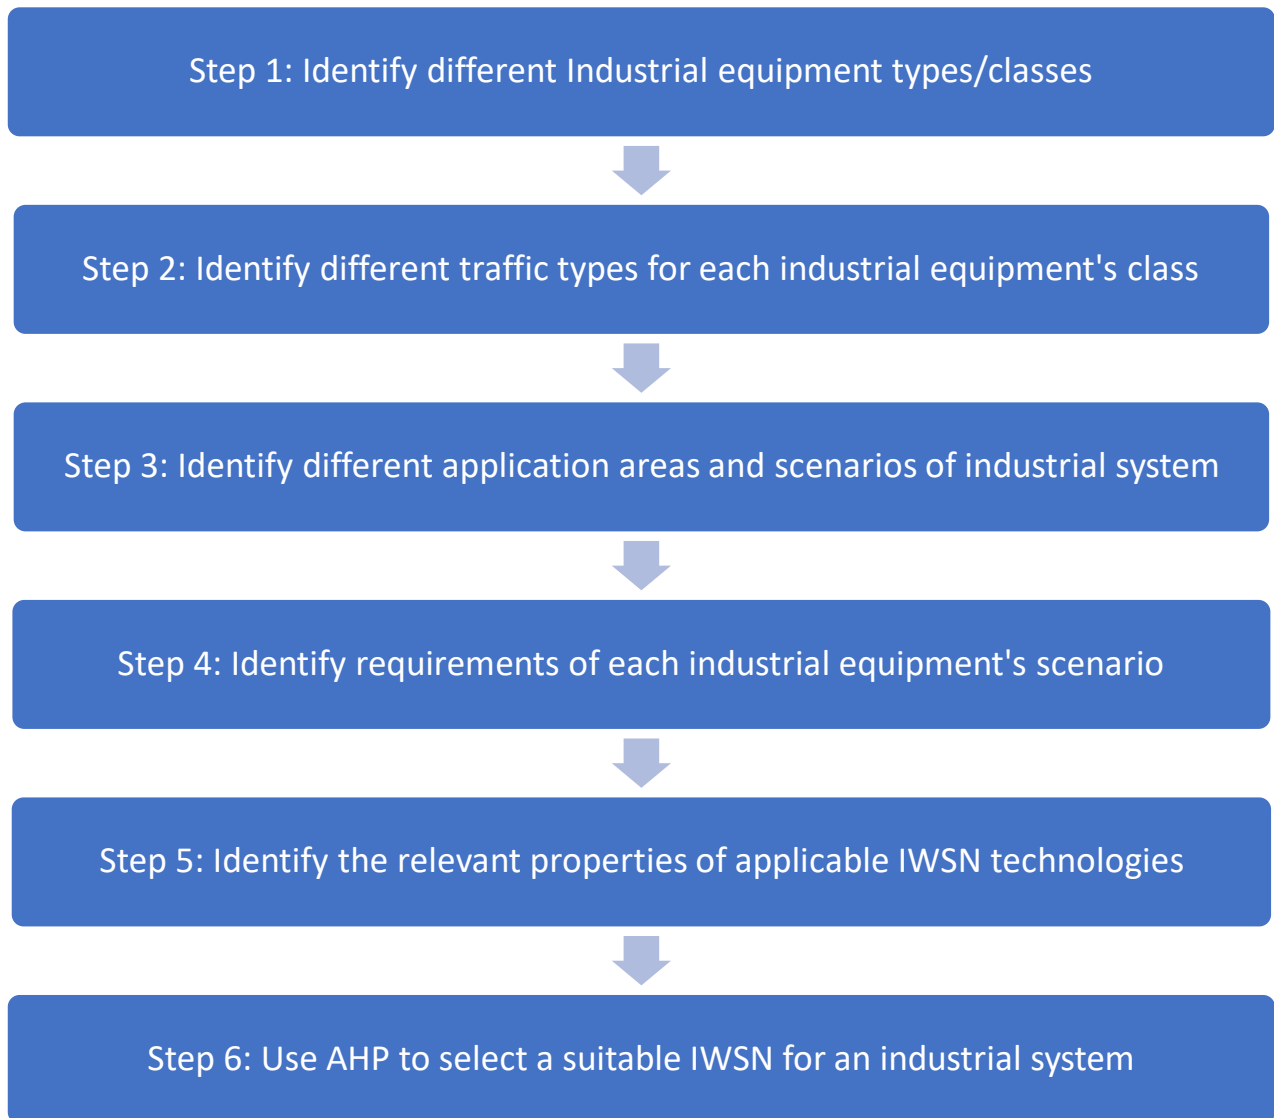 Step 1: Identify different Industrial equipment types/classes
Step 2: Identify different traffic types for each industrial equipment's class
Step 3: Identify different application areas and scenarios of industrial system
Step 4: Identify requirements of each industrial equipment's scenario
Step 5: Identify the relevant properties of applicable IWSN technologies
Step 6: Use AHP to select a suitable IWSN for an industrial system